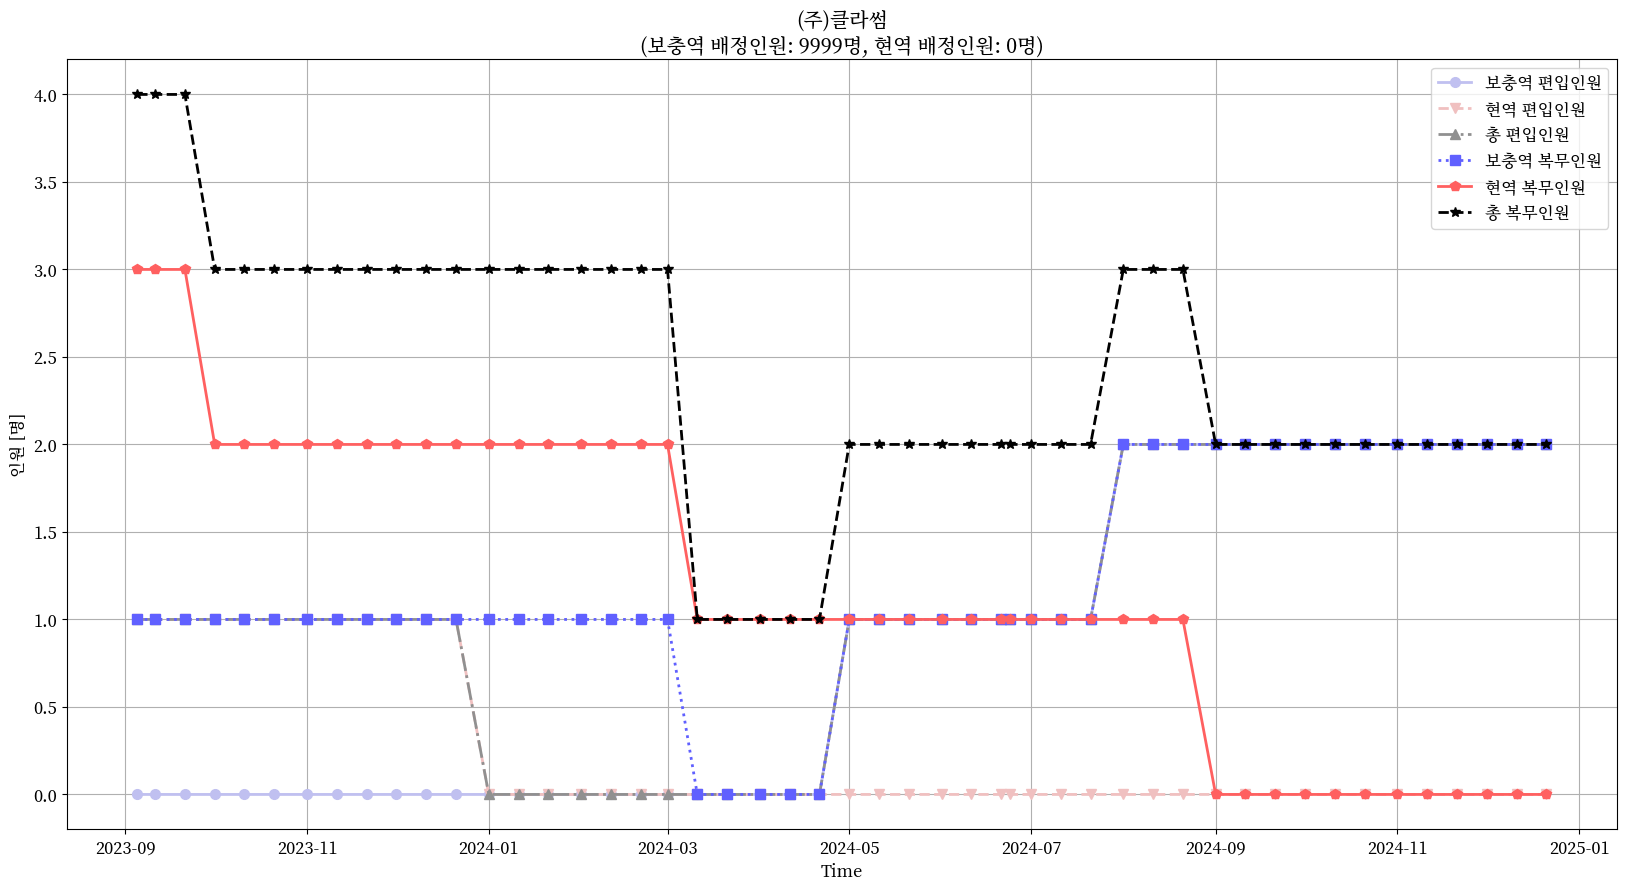 (주)클라썸
(보충역 배정인원: 9999명, 현역 배정인원: 0명)
인원 [명]
4.0
3.5
3.0
2.5
2.0
1.5
1.0
0.5
0.0
보충역 편입인원
현역 편입인원
총 편입인원
보충역 복무인원
현역 복무인원
총 복무인원
2023-09 2023-11 2024-01 2024-03 2024-05 2024-07 2024-09 2024-11 2025-01
Time